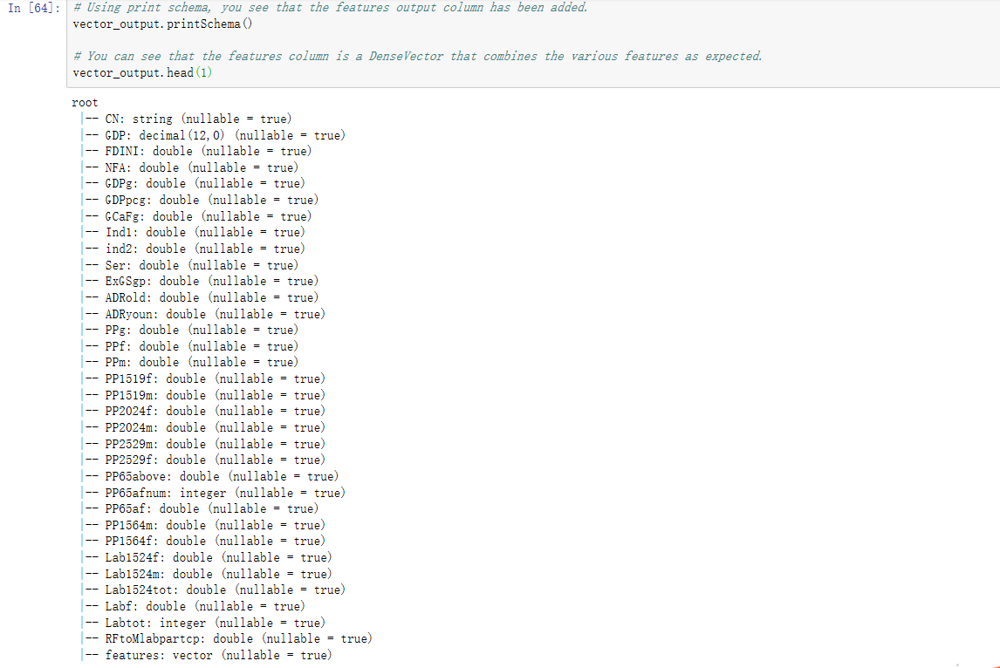 In [64]: # Using print schema, you see that the features output column has been added.
vector_output.printSchema()
# You can see that the features column is a DenseVector that combines the various features as expected.
vector_output.head(1)
root
|-- CN: string (nullable = true)
|-- GDP: decimal(12,0) (nullable = true)
|-- FDINI: double (nullable = true)
|-- NFA: double (nullable = true)
|-- GDPg: double (nullable = true)
|-- GDPpcg: double (nullable = true)
|-- GCaFg: double (nullable = true)
|-- Ind1: double (nullable = true)
|-- ind2: double (nullable = true)
|-- Ser: double (nullable = true)
|-- ExGSgp: double (nullable = true)
|-- ADRold: double (nullable = true)
|-- ADRyoun: double (nullable = true)
|-- PPg: double (nullable = true)
|-- PPf: double (nullable = true)
|-- PPm: double (nullable = true)
|-- PP1519f: double (nullable = true)
|-- PP1519m: double (nullable = true)
|-- PP2024f: double (nullable = true)
|-- PP2024m: double (nullable = true)
|-- PP2529m: double (nullable = true)
|-- PP2529f: double (nullable = true)
|-- PP65above: double (nullable = true)
|-- PP65afnum: integer (nullable = true)
|-- PP65af: double (nullable = true)
|-- PP1564m: double (nullable = true)
|-- PP1564f: double (nullable = true)
|-- Lab1524f: double (nullable = true)
|-- Lab1524m: double (nullable = true)
|-- Lab1524tot: double (nullable = true)
|-- Labf: double (nullable = true)
|-- Labtot: integer (nullable = true)
|-- RFtoMlabpartcp: double (nullable = true)
|-- features: vector (nullable = true)